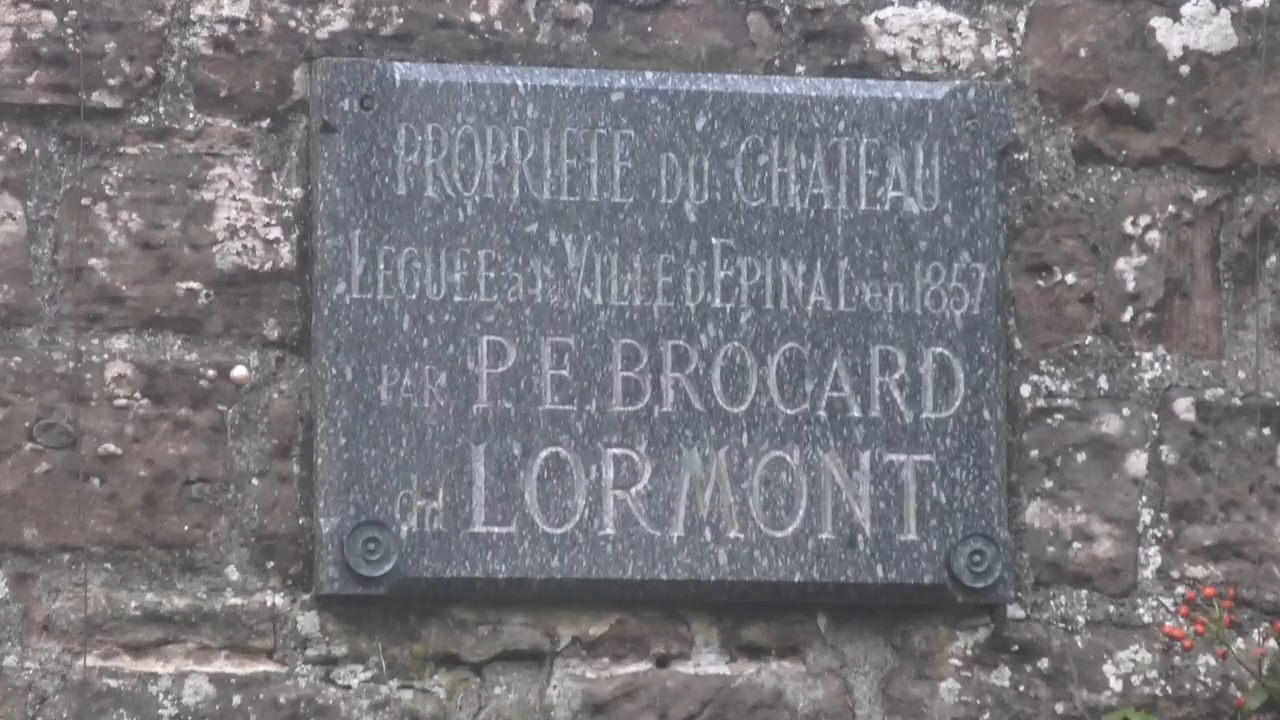 PROPRIETE DU CHATEAU
LEGUEE à la VILLE d'EPINAL en 1857
PAR P. E. BROCARD
dit LORMONT